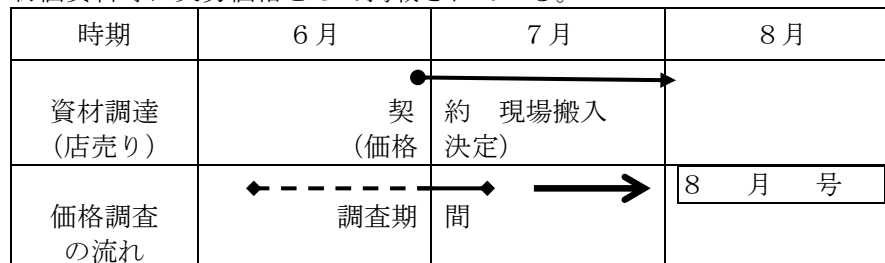 時期 6月 7月 8月
資材調達 契約 現場搬入
(店売り) (価格決定)
8月号
価格調査 調査期間
の流れ